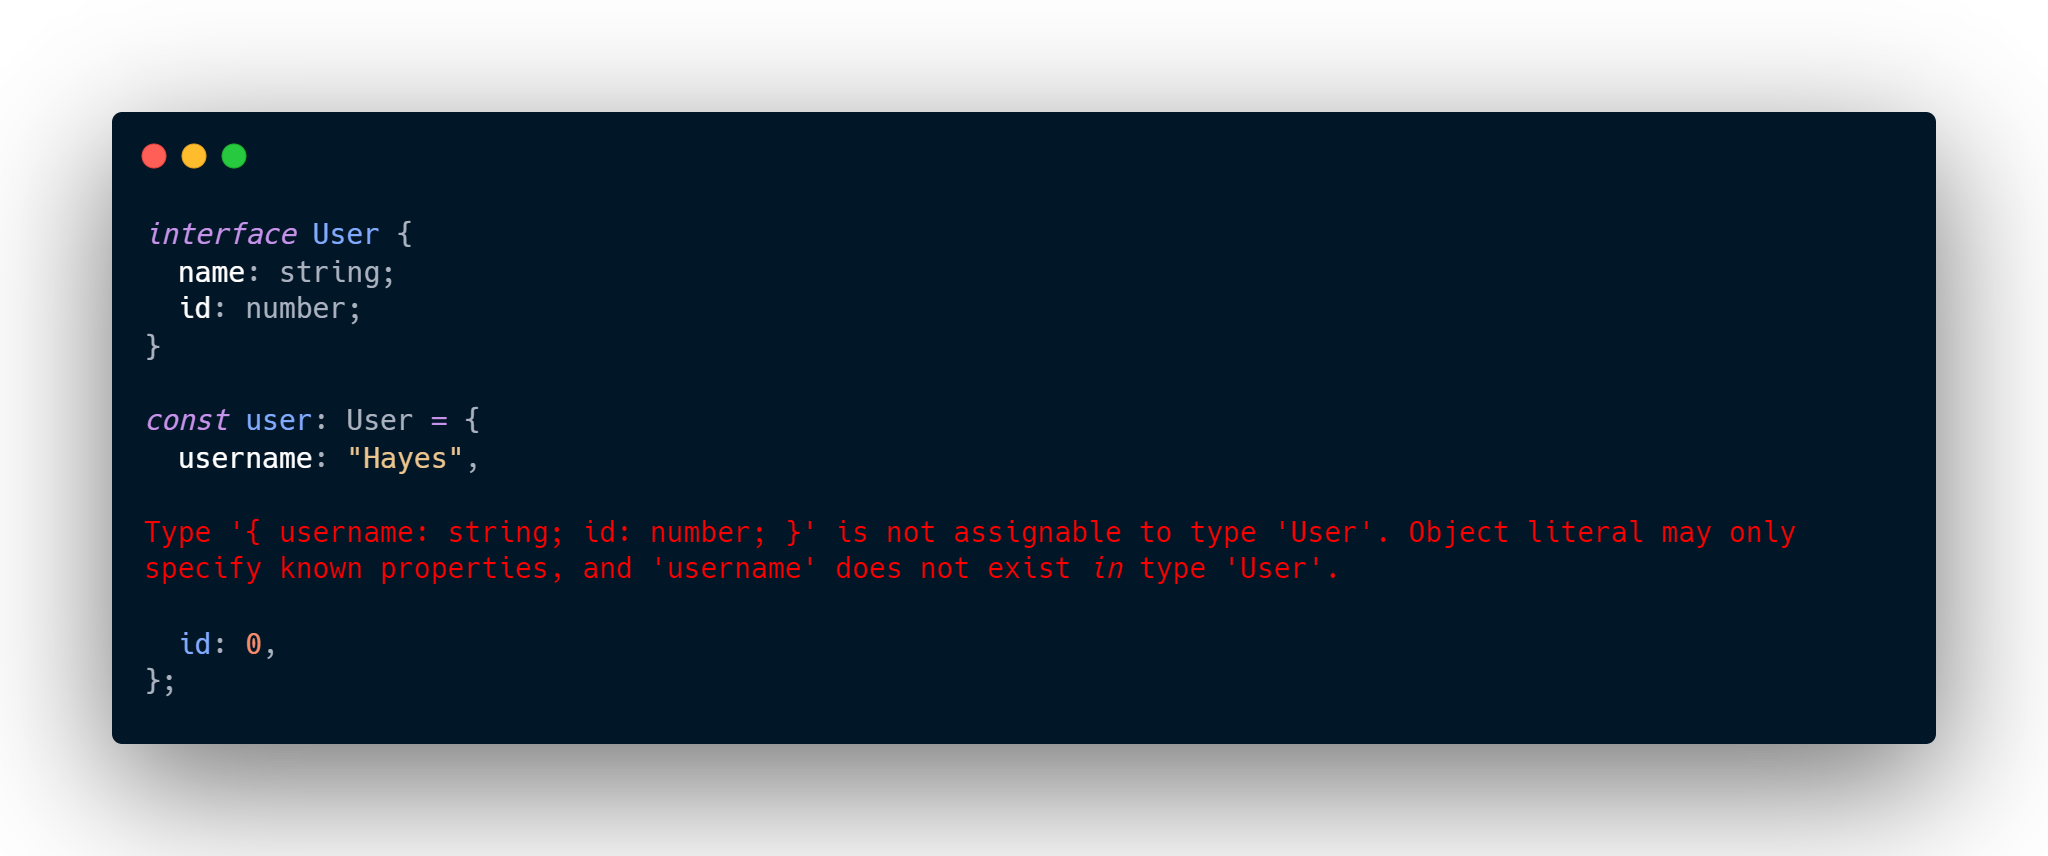 interface User {
  name: string;
  id: number;
}
const user: User = {
  username: "Hayes",
Type '{ username: string; id: number; }' is not assignable to type 'User'. Object literal may only
specify known properties, and 'username' does not exist in type 'User'.
  id: 0,
};